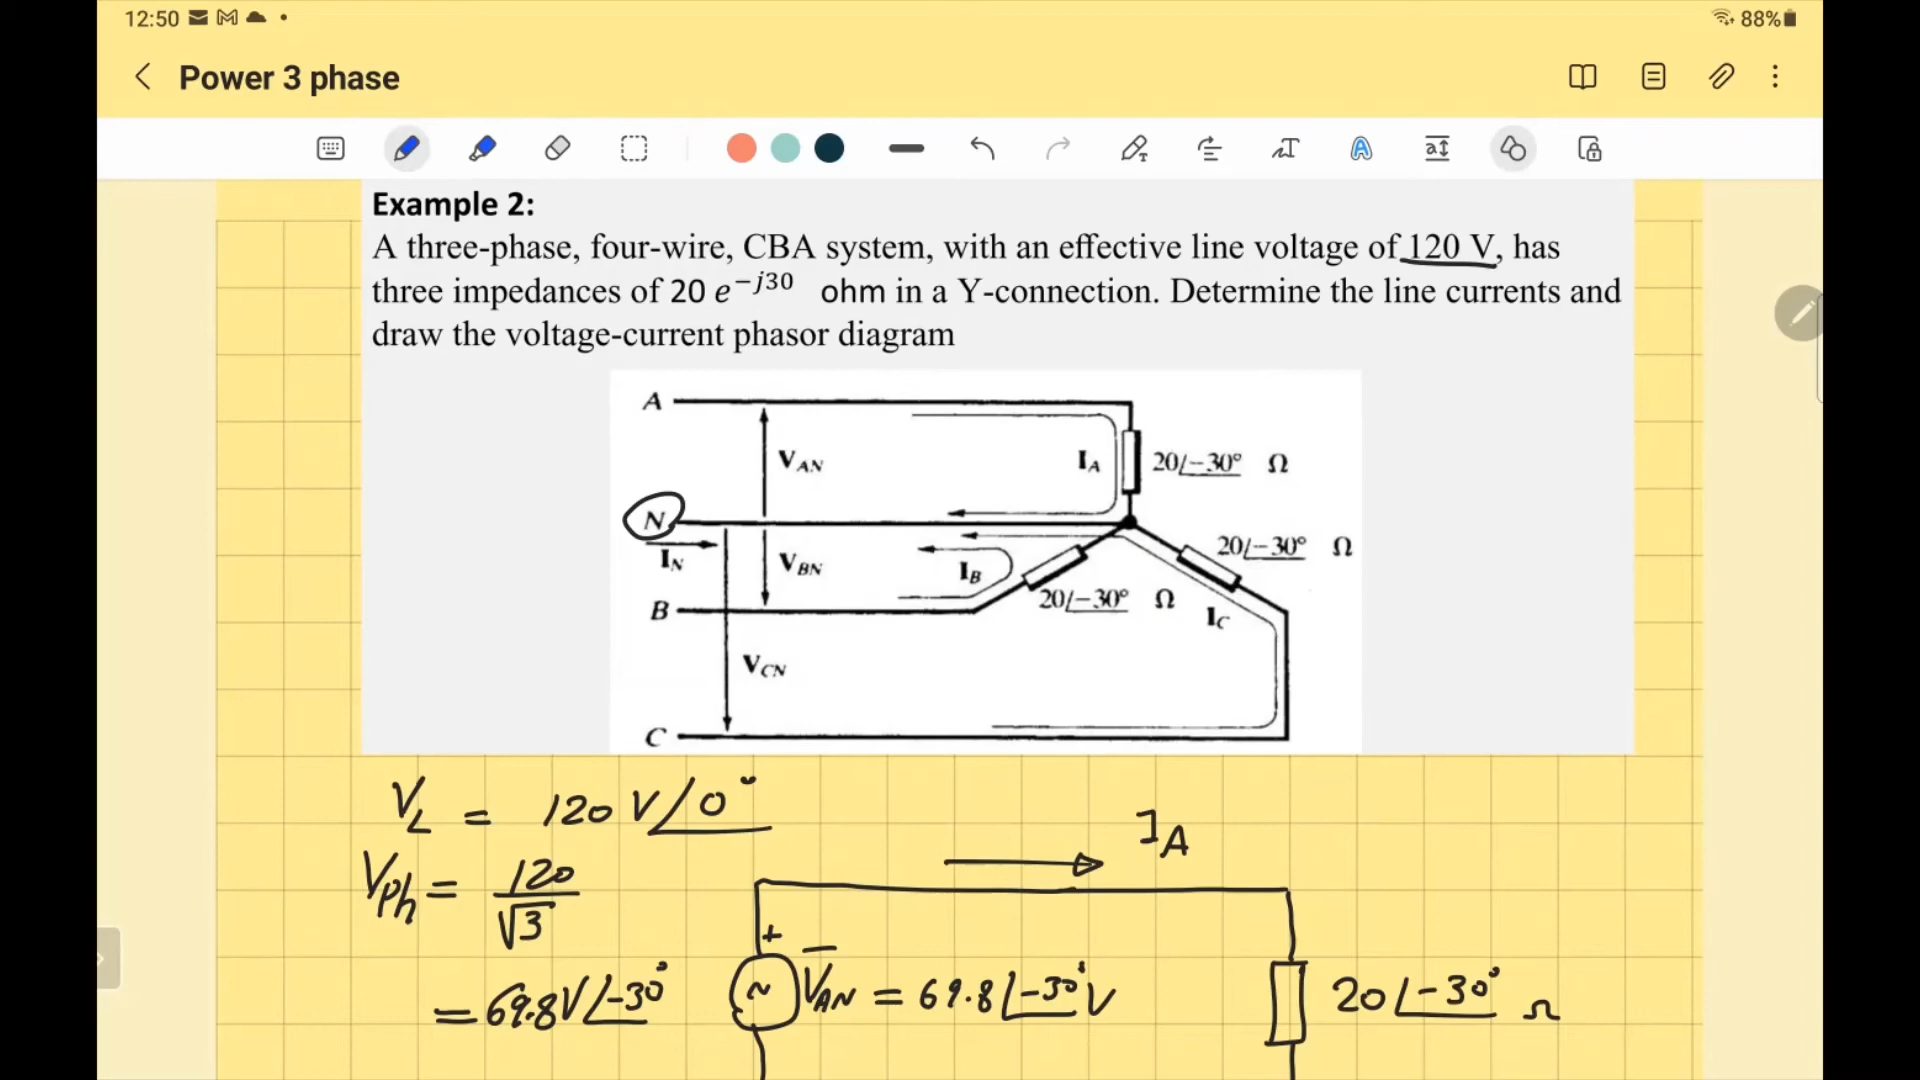 12:50
88%
Power 3 phase
Example 2:
A three-phase, four-wire, CBA system, with an effective line voltage of 120 V, has
three impedances of 20 e^−j30 ohm in a Y-connection. Determine the line currents and
draw the voltage-current phasor diagram
A
V_AN
I_A
20/−30° Ω
N
I_N
V_BN
I_B
20/−30° Ω
20/−30° Ω
B
I_C
V_CN
C
V_L = 120 V/0°
I_A
V_Ph = 120/√3
+
= 69.8V/−30°
~
V_AN = 69.8/−30° V
20/−30° Ω